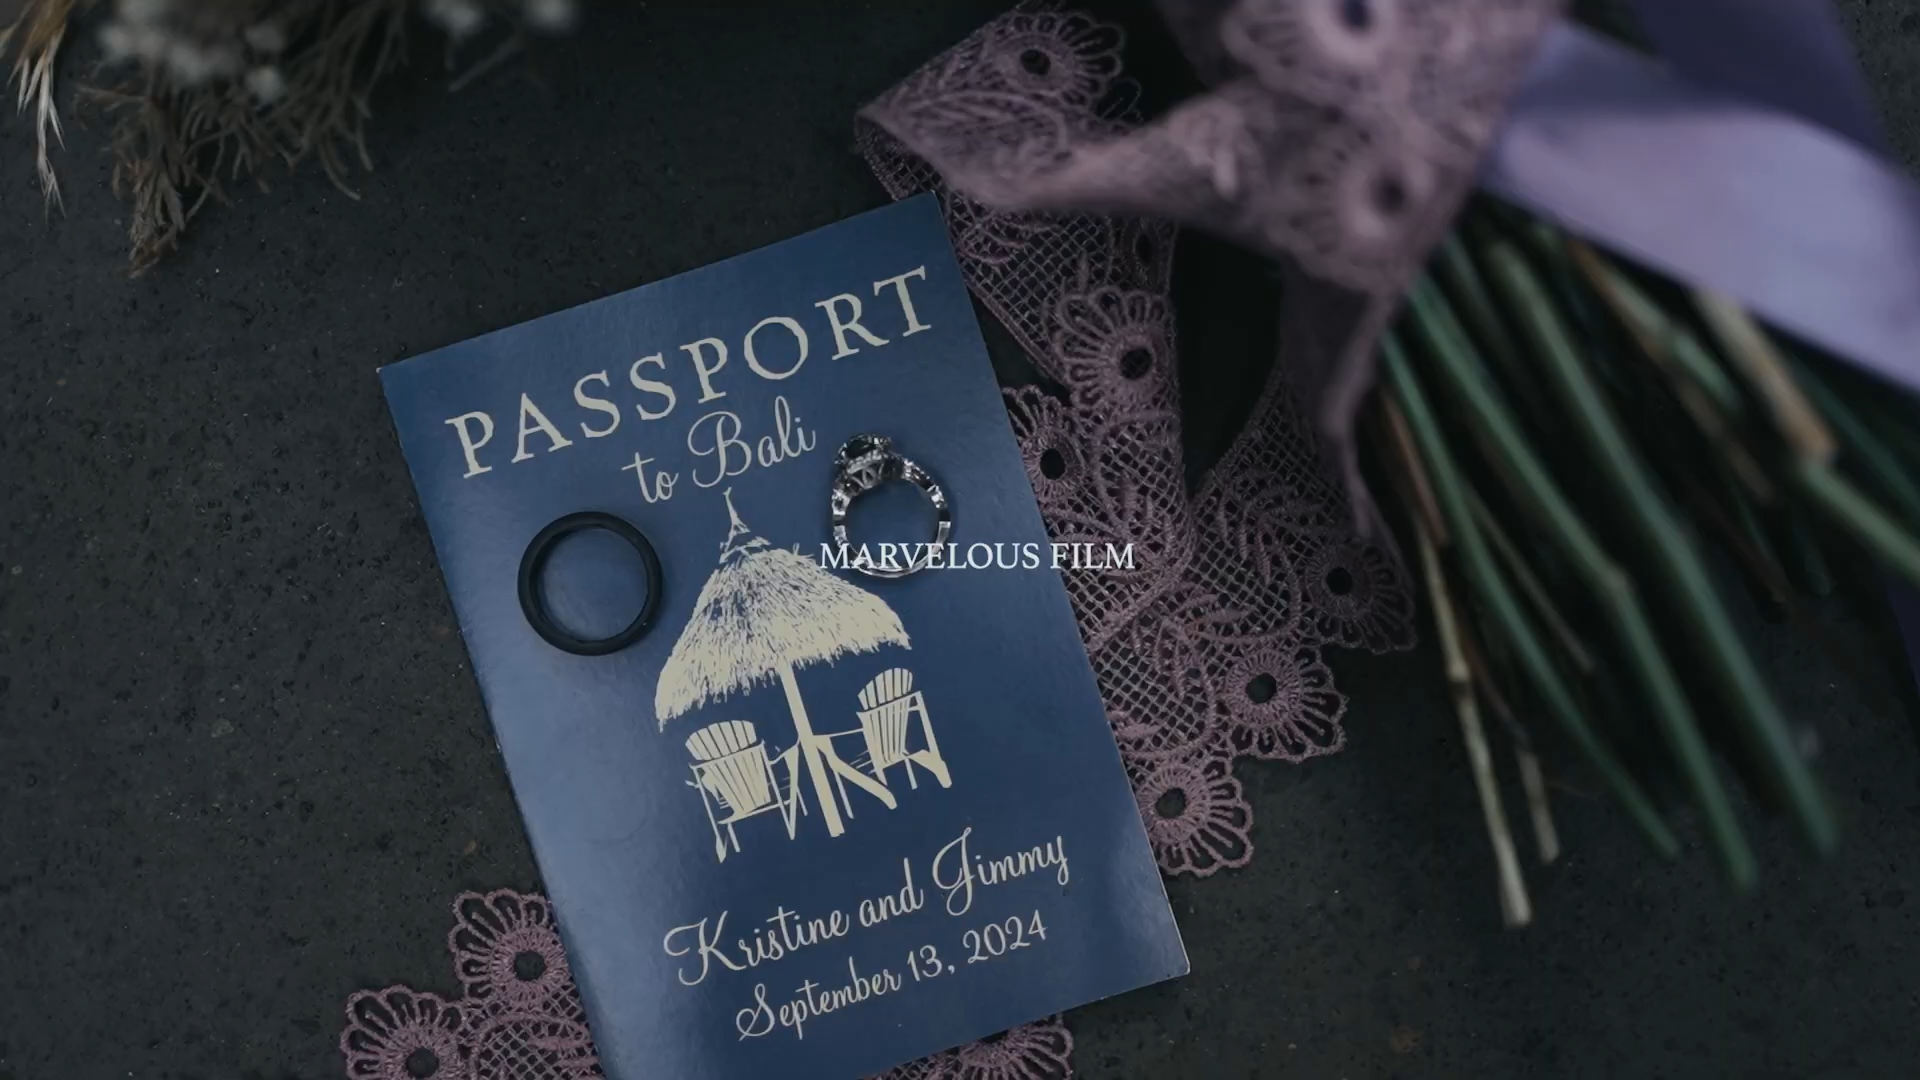 PASSPORT
to Bali
MARVELOUS FILM
Kristine and Jimmy
September 13, 2024